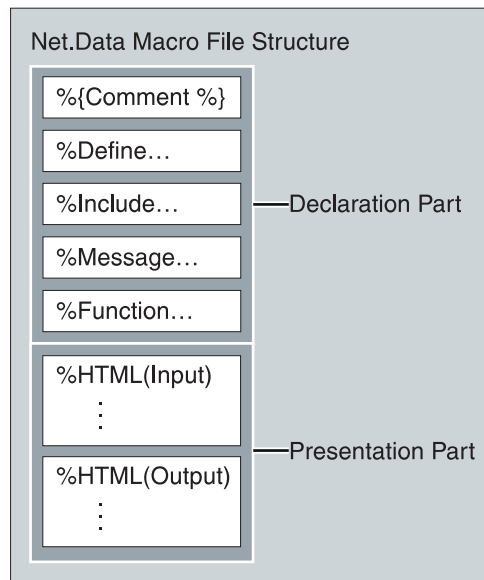 Net.Data Macro File Structure
%{Comment %}
%Define...
%Include...
Declaration Part
%Message...
%Function...
%HTML(Input)
Presentation Part
%HTML(Output)